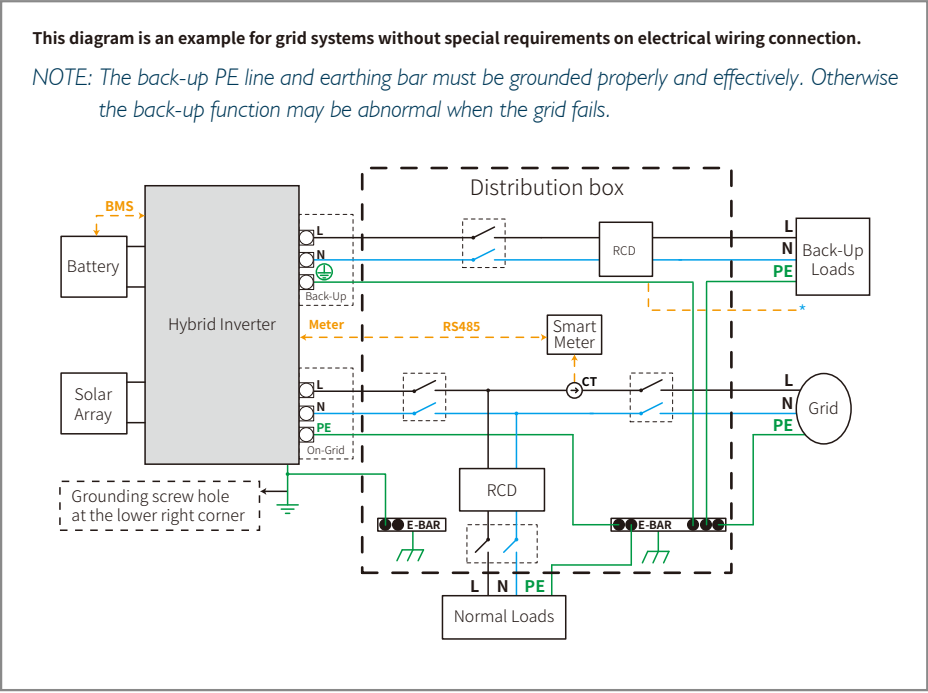 This diagram is an example for grid systems without special requirements on electrical wiring connection.
NOTE: The back-up PE line and earthing bar must be grounded properly and effectively. Otherwise
the back-up function may be abnormal when the grid fails.
Distribution box
BMS
Battery
L
N
Back-Up
RCD
L
N
PE
Back-Up
Loads
*
Hybrid Inverter
Meter
RS485
Smart
Meter
CT
Solar
Array
L
N
PE
On-Grid
L
N
PE
Grid
RCD
Grounding screw hole
at the lower right corner
E-BAR
E-BAR
L N PE
Normal Loads